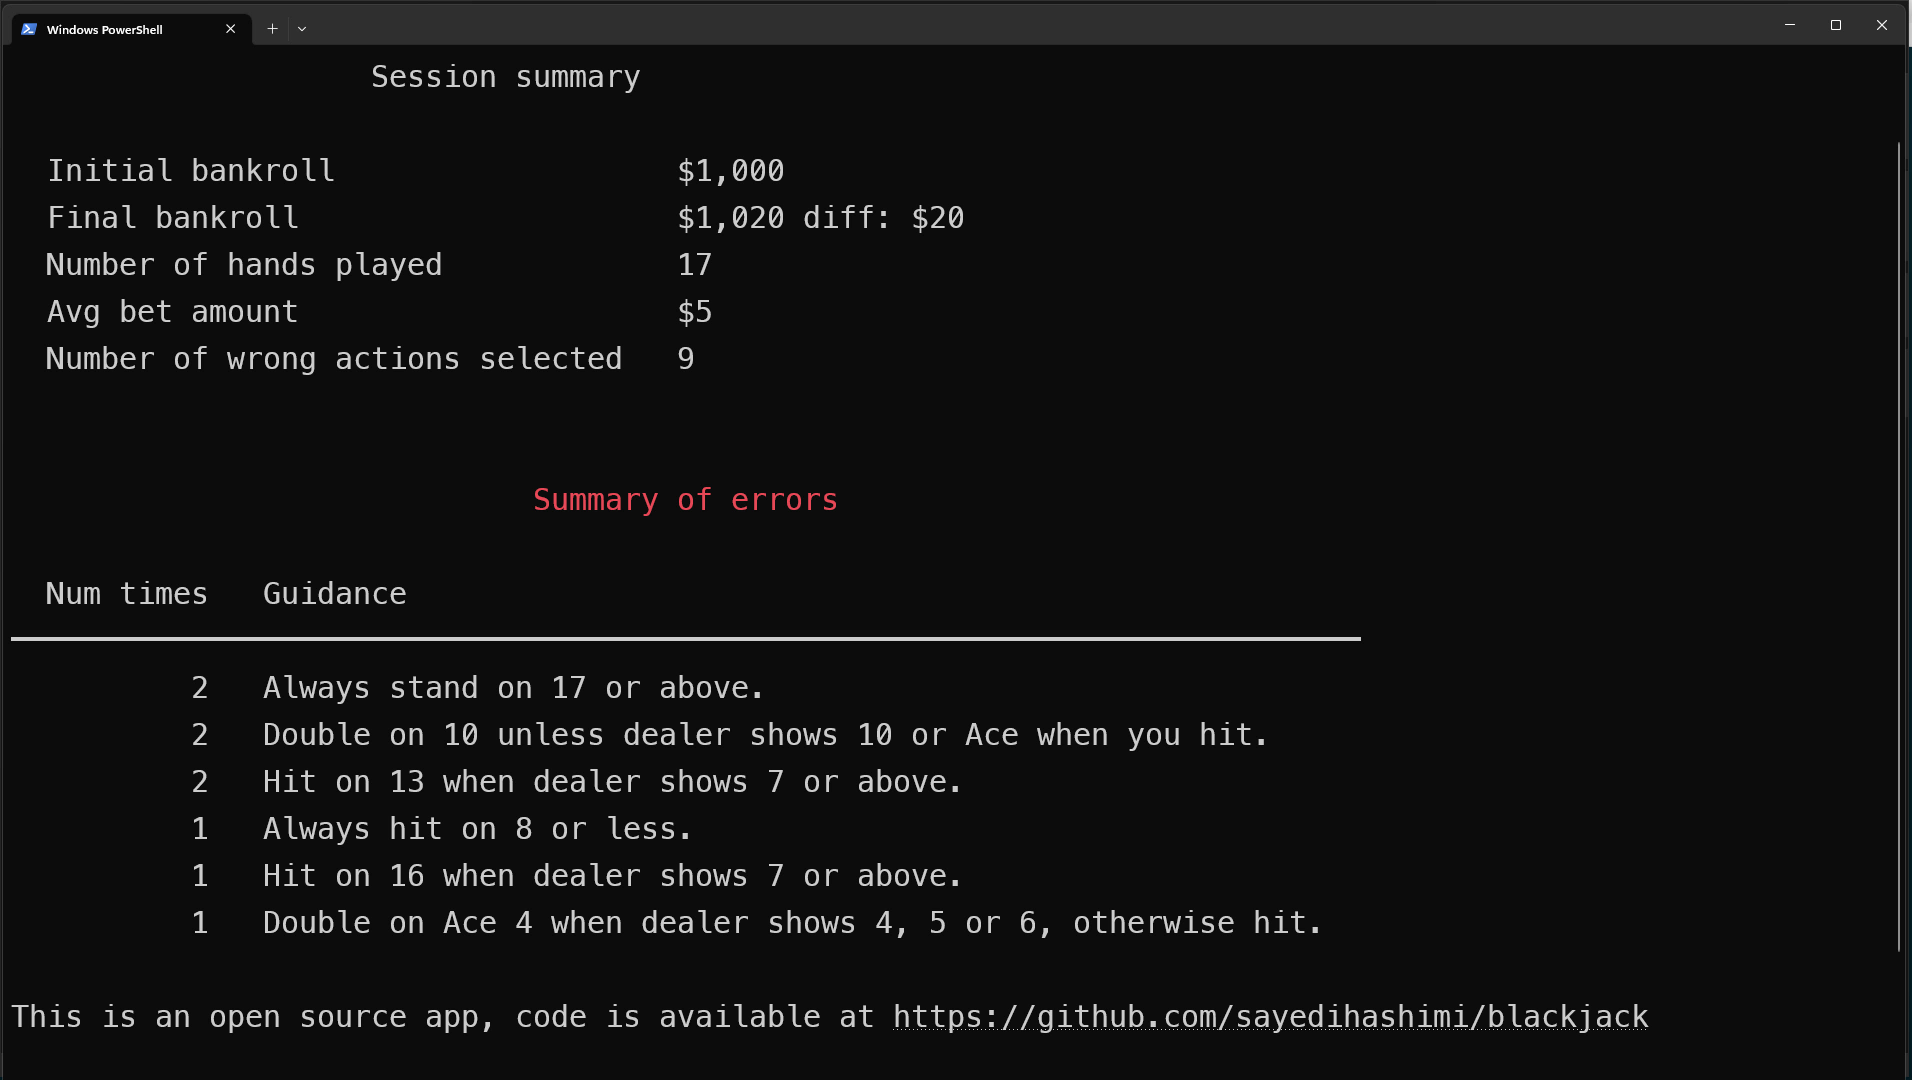 Windows PowerShell
Session summary
Initial bankroll $1,000
Final bankroll $1,020 diff: $20
Number of hands played 17
Avg bet amount $5
Number of wrong actions selected 9
Summary of errors
Num times Guidance
2 Always stand on 17 or above.
2 Double on 10 unless dealer shows 10 or Ace when you hit.
2 Hit on 13 when dealer shows 7 or above.
1 Always hit on 8 or less.
1 Hit on 16 when dealer shows 7 or above.
1 Double on Ace 4 when dealer shows 4, 5 or 6, otherwise hit.
This is an open source app, code is available at https://github.com/sayedihashimi/blackjack